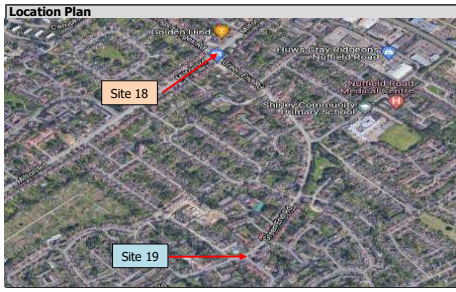 Location Plan
Golden Hind
Huws Gray Ridgeons
Nuffield Road
Site 18
Nuffield Road
Medical Centre
Shirley Community
Primary School
Site 19